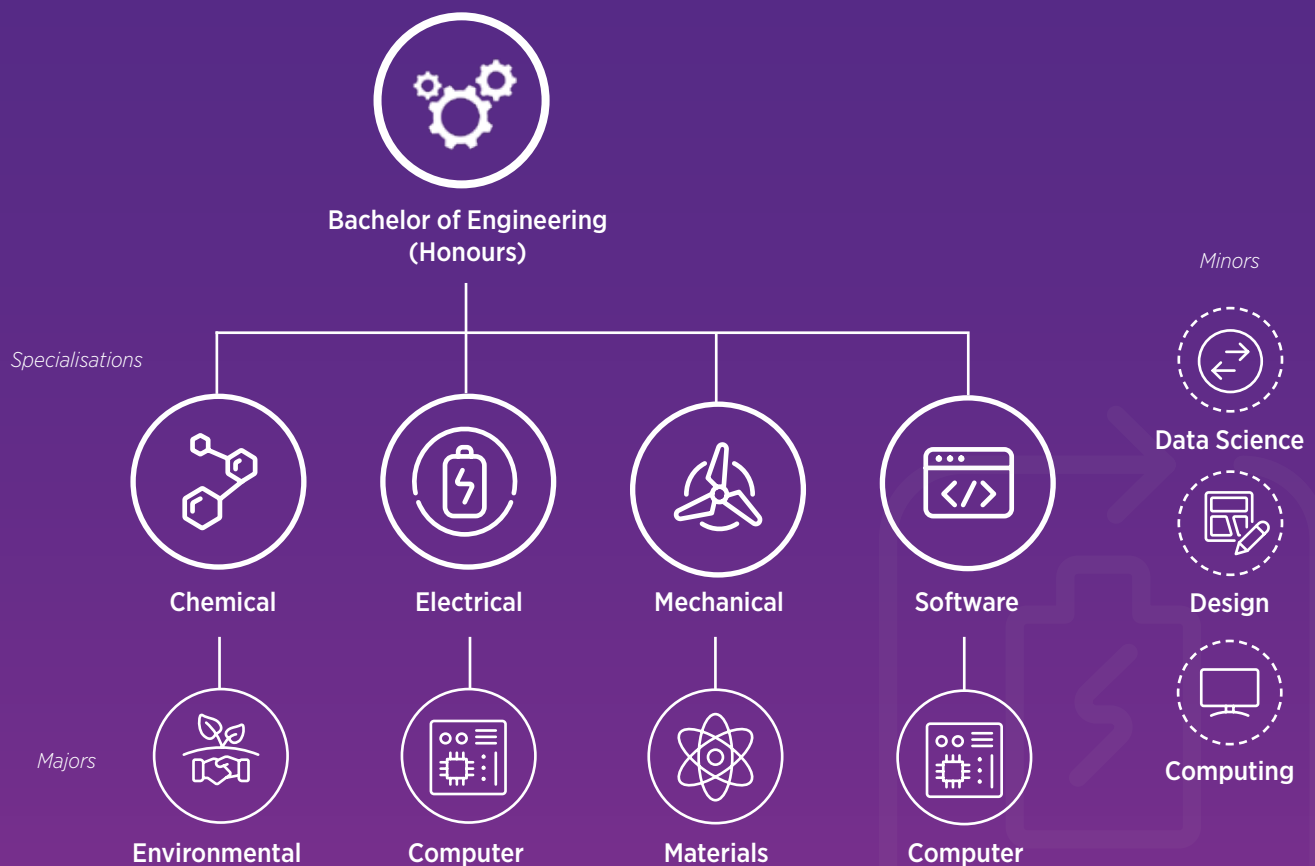 Bachelor of Engineering
(Honours)
Minors
Specialisations
Data Science
Chemical
Electrical
Mechanical
Software
Design
Majors
Computing
Environmental
Computer
Materials
Computer